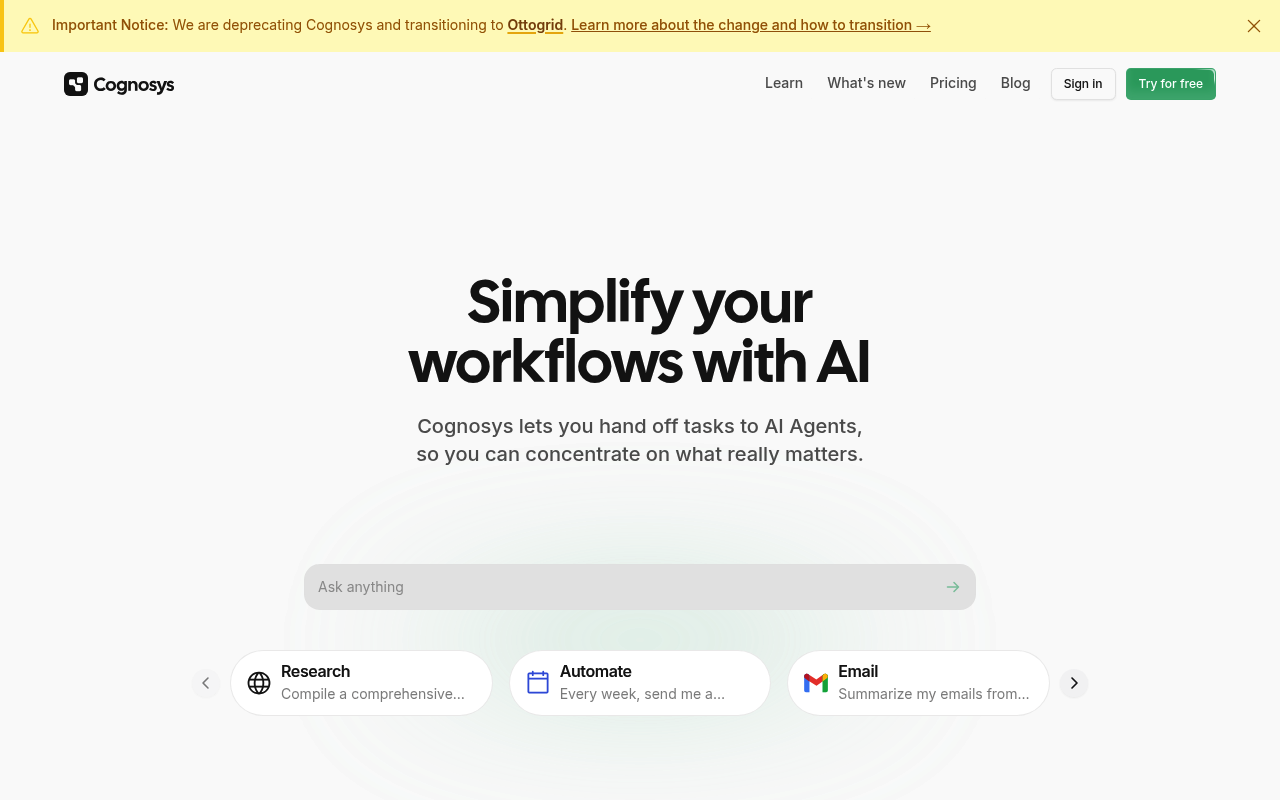 Important Notice: We are deprecating Cognosys and transitioning to Ottogrid. Learn more about the change and how to transition →
Cognosys
Learn
What's new
Pricing
Blog
Sign in
Try for free
Simplify your
workflows with AI
Cognosys lets you hand off tasks to AI Agents,
so you can concentrate on what really matters.
Ask anything
Research
Compile a comprehensive...
Automate
Every week, send me a...
Email
Summarize my emails from...